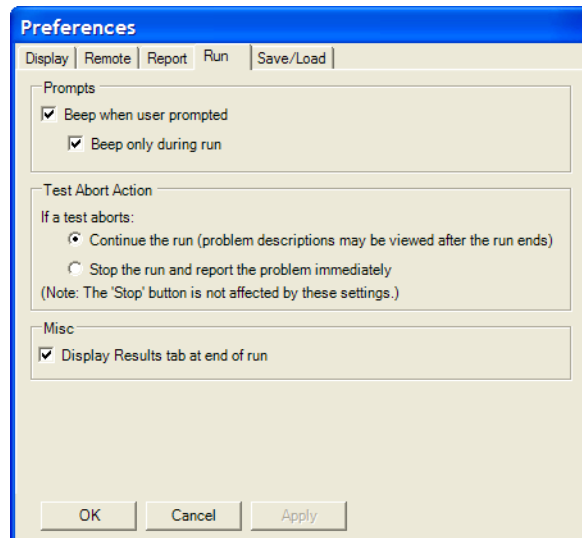 Preferences
Display Remote Report Run Save/Load
Prompts
Beep when user prompted
Beep only during run
Test Abort Action
If a test aborts:
Continue the run (problem descriptions may be viewed after the run ends)
Stop the run and report the problem immediately
(Note: The 'Stop' button is not affected by these settings.)
Misc
Display Results tab at end of run
OK Cancel Apply